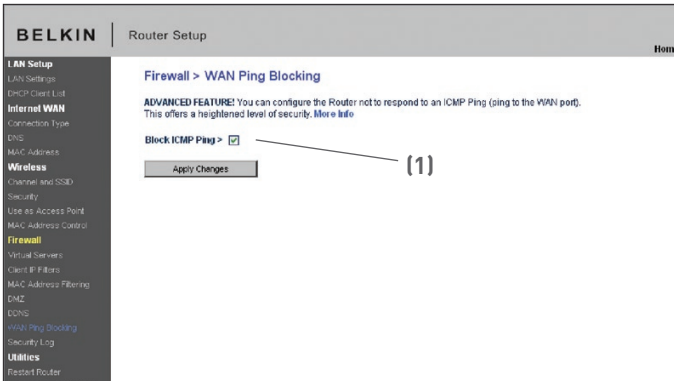 BELKIN
Router Setup
Hom
LAN Setup
LAN Settings
DHCP Client List
Internet WAN
Connection Type
DNS
MAC Address
Wireless
Channel and SSID
Security
Use as Access Point
MAC Address Control
Firewall
Virtual Servers
Client IP Filters
MAC Address Filtering
DMZ
DDNS
WAN Ping Blocking
Security Log
Utilities
Restart Router
Firewall > WAN Ping Blocking
ADVANCED FEATURE! You can configure the Router not to respond to an ICMP Ping (ping to the WAN port).
This offers a heightened level of security. More Info
Block ICMP Ping >
(1)
Apply Changes